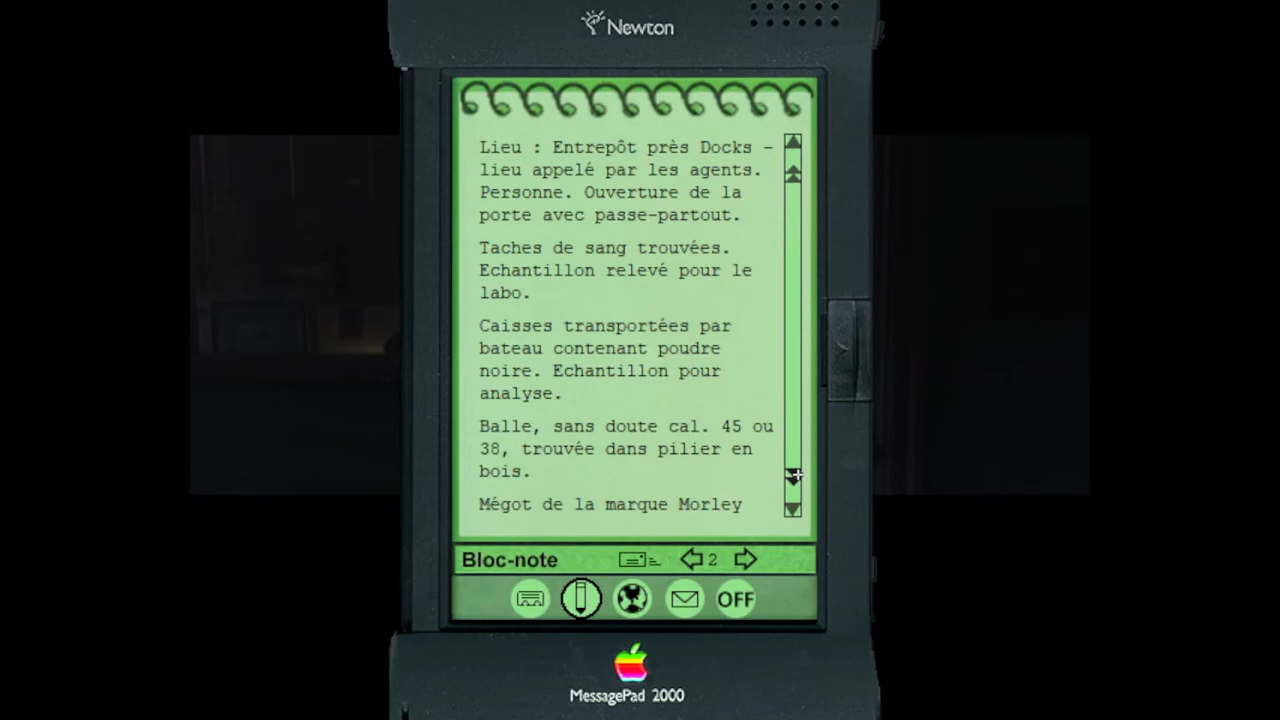 Newton
Lieu : Entrepôt près Docks -
lieu appelé par les agents.
Personne. Ouverture de la
porte avec passe-partout.
Taches de sang trouvées.
Echantillon relevé pour le
labo.
Caisses transportées par
bateau contenant poudre
noire. Echantillon pour
analyse.
Balle, sans doute cal. 45 ou
38, trouvée dans pilier en
bois.
Mégot de la marque Morley
Bloc-note 2
OFF
MessagePad 2000